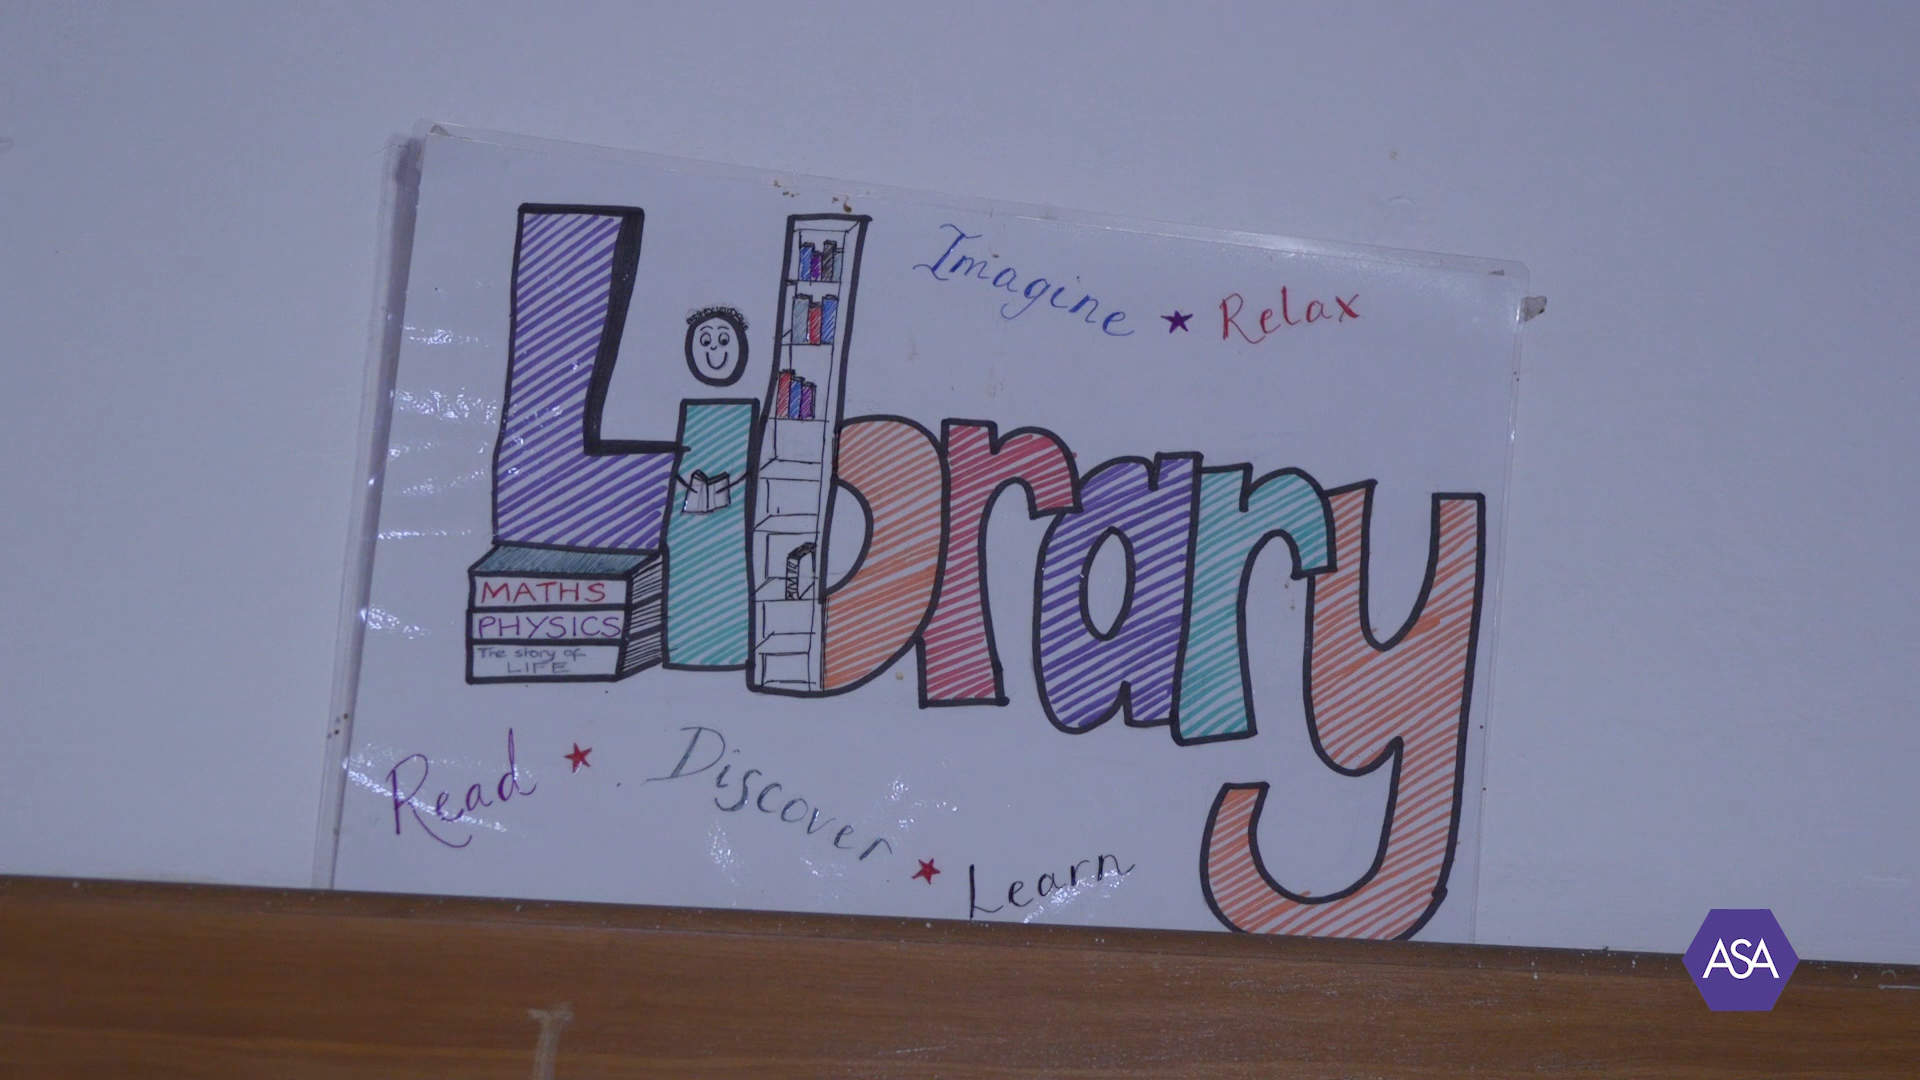 Imagine ★ Relax
Library
MATHS
PHYSICS
The story of
LIFE
Read ★ Discover ★ Learn
ASA